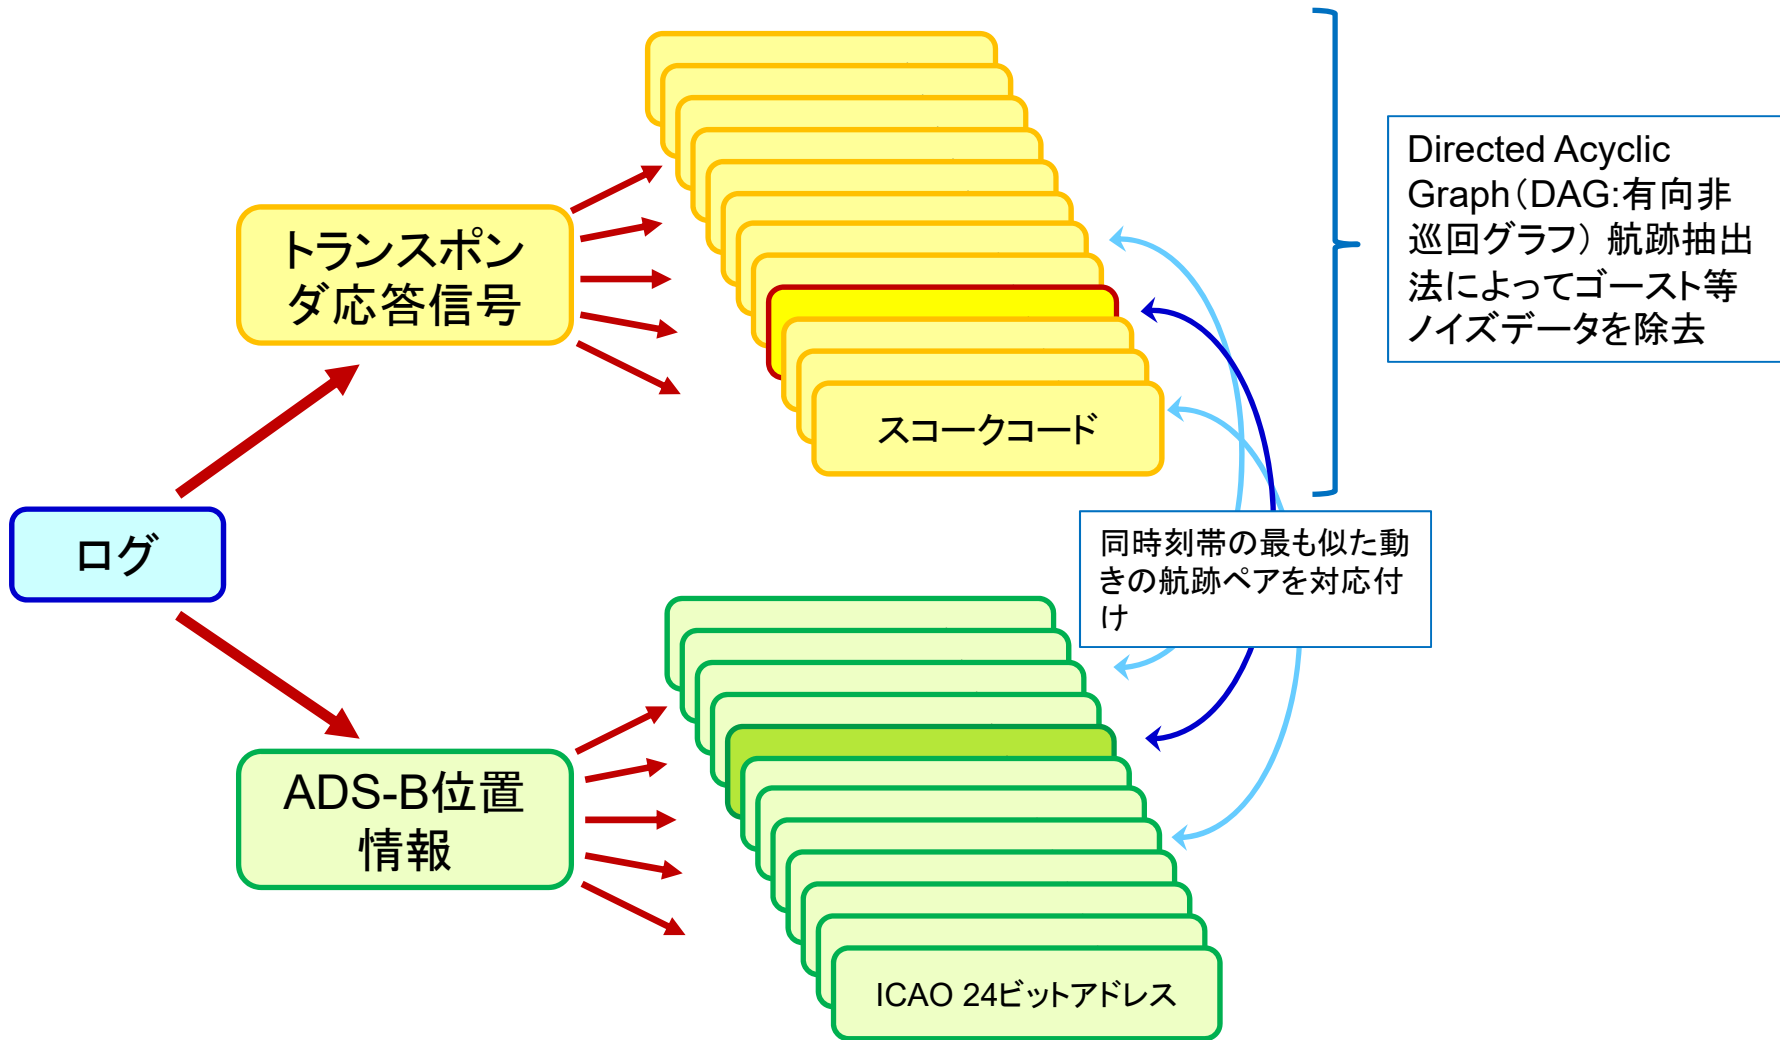 トランスポン
ダ応答信号
スコークコード
Directed Acyclic
Graph（DAG:有向非
巡回グラフ） 航跡抽出
法によってゴースト等
ノイズデータを除去
ログ
同時刻帯の最も似た動
きの航跡ペアを対応付
け
ADS-B位置
情報
ICAO 24ビットアドレス